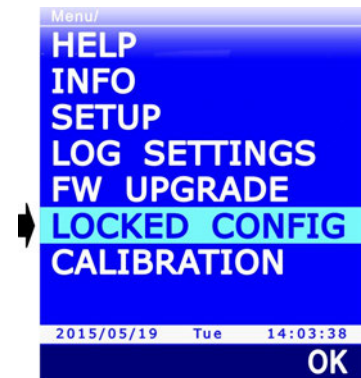 Menu/
HELP
INFO
SETUP
LOG SETTINGS
FW UPGRADE
LOCKED CONFIG
CALIBRATION
2015/05/19 Tue 14:03:38
OK